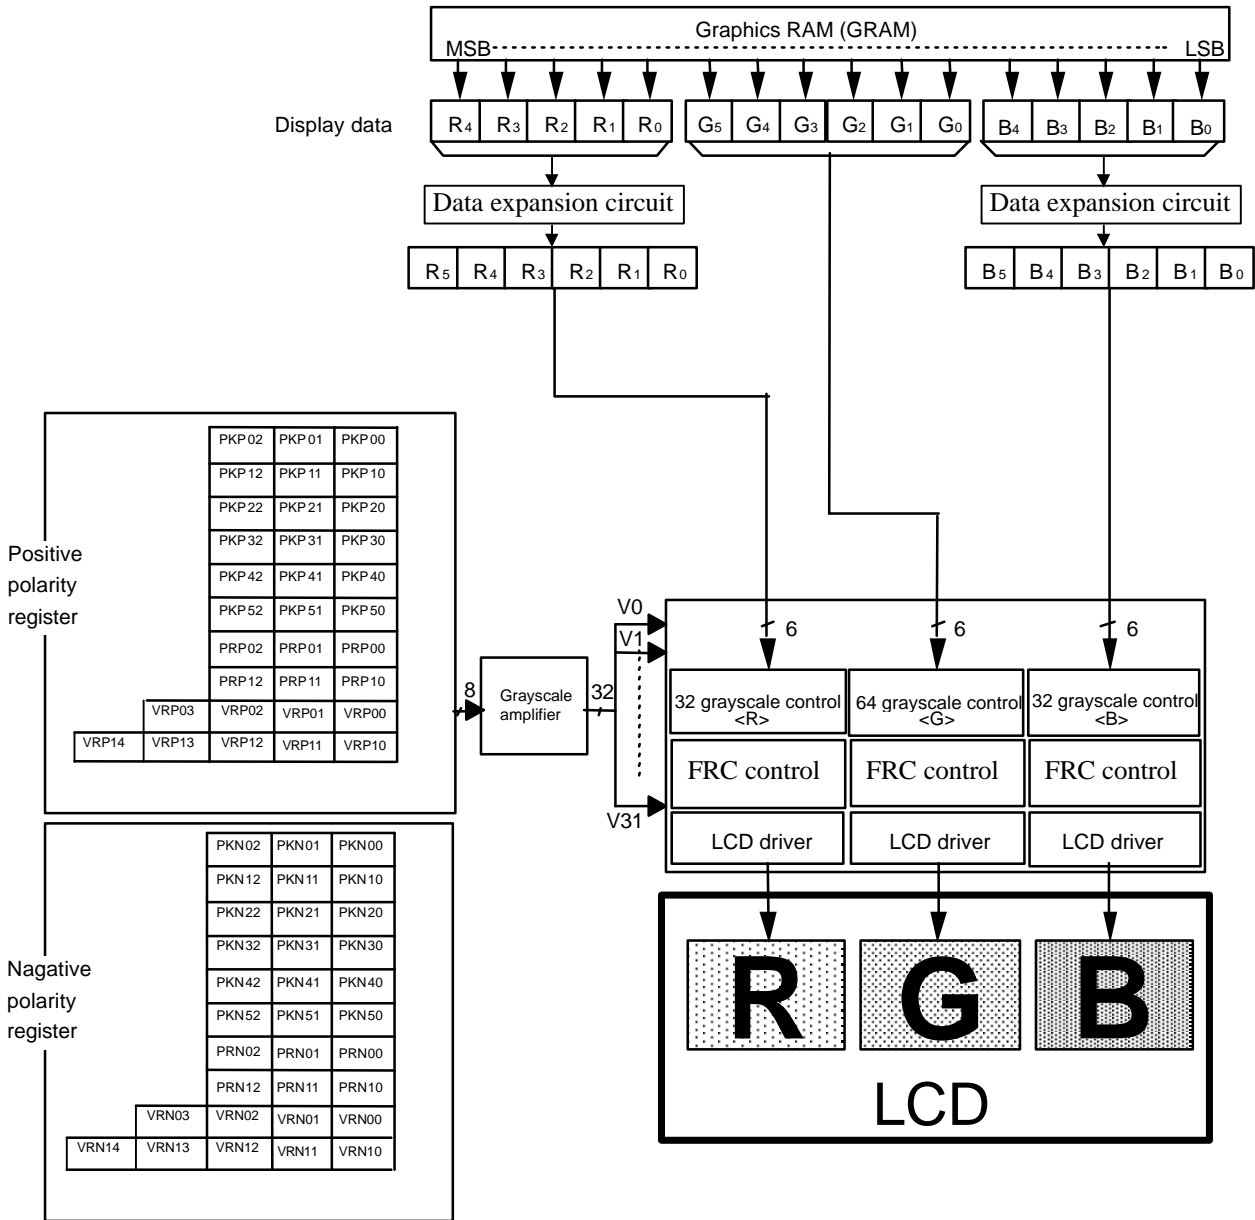 Graphics RAM (GRAM)
MSB LSB
Display data
R4 R3 R2 R1 R0 G5 G4 G3 G2 G1 G0 B4 B3 B2 B1 B0
Data expansion circuit Data expansion circuit
R5 R4 R3 R2 R1 R0 B5 B4 B3 B2 B1 B0
Positive
polarity
register
PKP02 PKP01 PKP00
PKP12 PKP11 PKP10
PKP22 PKP21 PKP20
PKP32 PKP31 PKP30
PKP42 PKP41 PKP40
PKP52 PKP51 PKP50
PRP02 PRP01 PRP00
PRP12 PRP11 PRP10
VRP03 VRP02 VRP01 VRP00
VRP14 VRP13 VRP12 VRP11 VRP10
8
Grayscale
amplifier
32
V0
V1
V31
6 6 6
32 grayscale control
<R>
64 grayscale control
<G>
32 grayscale control
<B>
FRC control FRC control FRC control
LCD driver LCD driver LCD driver
Nagative
polarity
register
PKN02 PKN01 PKN00
PKN12 PKN11 PKN10
PKN22 PKN21 PKN20
PKN32 PKN31 PKN30
PKN42 PKN41 PKN40
PKN52 PKN51 PKN50
PRN02 PRN01 PRN00
PRN12 PRN11 PRN10
VRN03 VRN02 VRN01 VRN00
VRN14 VRN13 VRN12 VRN11 VRN10
R G B
LCD